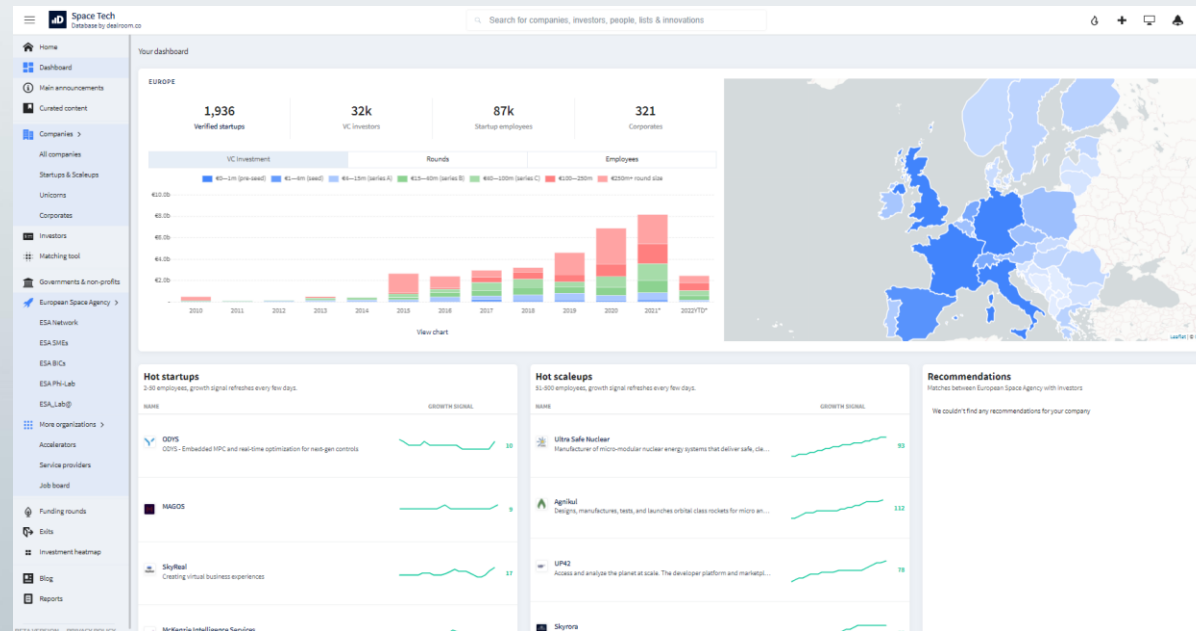 Space Tech
Database by dealroom.co
Search for companies, investors, people, lists & innovations
Home
Dashboard
Main announcements
Curated content
Companies >
All companies
Startups & Scaleups
Unicorns
Corporates
Investors
Matching tool
Governments & non-profits
European Space Agency >
ESA Network
ESA SMEs
ESA BICs
ESA Phi-Lab
ESA_Lab@
More organizations >
Accelerators
Service providers
Job board
Funding rounds
Exits
Investment heatmap
Blog
Reports
BETA VERSION PRIVACY POLICY
Your dashboard
EUROPE
1,936 32k 87k 321
Verified startups VC investors Startup employees Corporates
VC Investment Rounds Employees
€0—1m (pre-seed) €1—4m (seed) €4—15m (series A) €15—40m (series B) €40—100m (series C) €100—250m €250m+ round size
€10.0b
€8.0b
€6.0b
€4.0b
€2.0b
2010 2011 2012 2013 2014 2015 2016 2017 2018 2019 2020 2021* 2022YTD*
View chart
Leaflet | ©
Hot startups
2-50 employees, growth signal refreshes every few days.
NAME GROWTH SIGNAL
ODYS
ODYS - Embedded MPC and real-time optimization for next-gen controls
10
MAGOS
9
SkyReal
Creating virtual business experiences
17
McKenzie Intelligence Services
Hot scaleups
51-500 employees, growth signal refreshes every few days.
NAME GROWTH SIGNAL
Ultra Safe Nuclear
Manufacturer of micro-modular nuclear energy systems that deliver safe, cle...
93
Agnikul
Designs, manufactures, tests, and launches orbital class rockets for micro an...
112
UP42
Access and analyze the planet at scale. The developer platform and marketpl...
78
Skyrora
Recommendations
Matches between European Space Agency with investors
We couldn't find any recommendations for your company